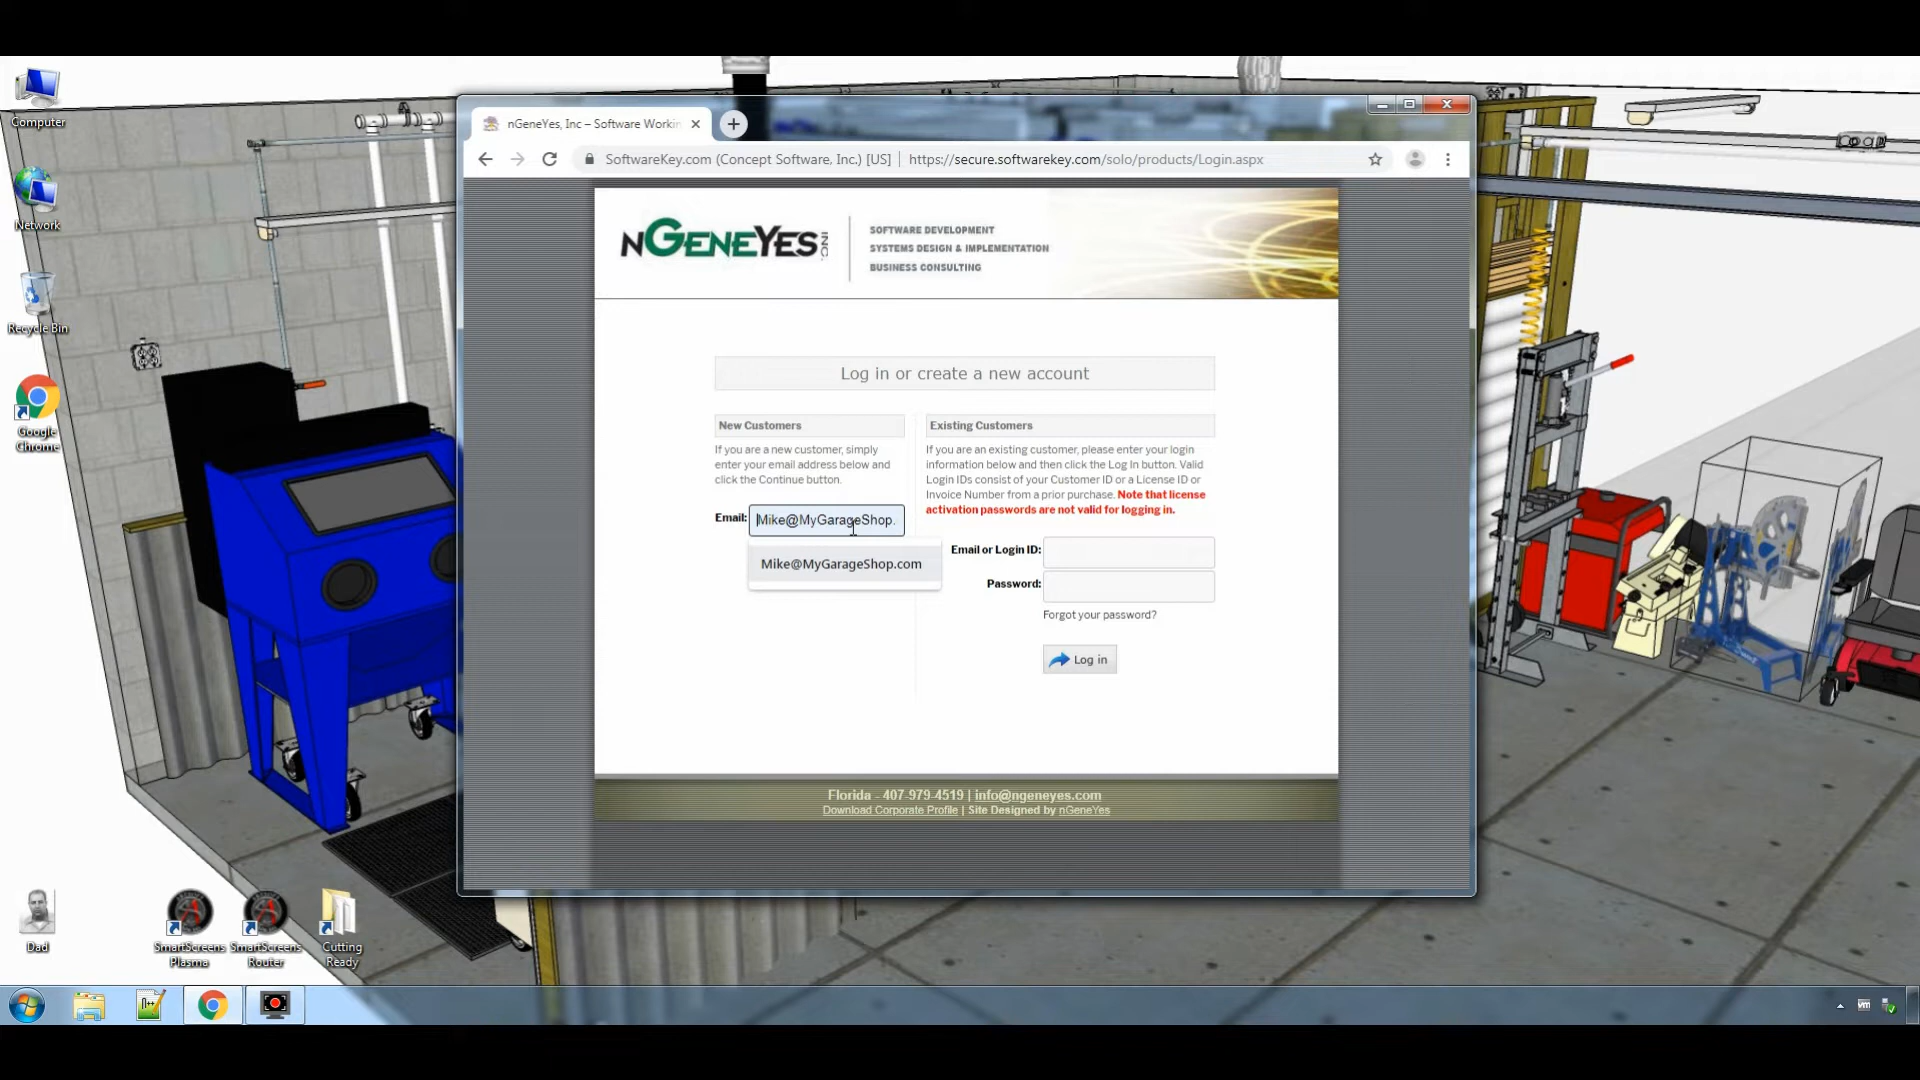 Computer
Network
Recycle Bin
Google
Chrome
nGeneYes, Inc – Software Workin
SoftwareKey.com (Concept Software, Inc.) [US]
https://secure.softwarekey.com/solo/products/Login.aspx
nGeneYes INC.
SOFTWARE DEVELOPMENT
SYSTEMS DESIGN & IMPLEMENTATION
BUSINESS CONSULTING
Log in or create a new account
New Customers
If you are a new customer, simply
enter your email address below and
click the Continue button.
Email: Mike@MyGarageShop.
Mike@MyGarageShop.com
Existing Customers
If you are an existing customer, please enter your login
information below and then click the Log In button. Valid
Login IDs consist of your Customer ID or a License ID or
Invoice Number from a prior purchase. Note that license
activation passwords are not valid for logging in.
Email or Login ID:
Password:
Forgot your password?
Log in
Florida - 407-979-4519 | info@ngeneyes.com
Download Corporate Profile | Site Designed by nGeneYes
Dad
SmartScreens
Plasma
SmartScreens
Router
Cutting
Ready